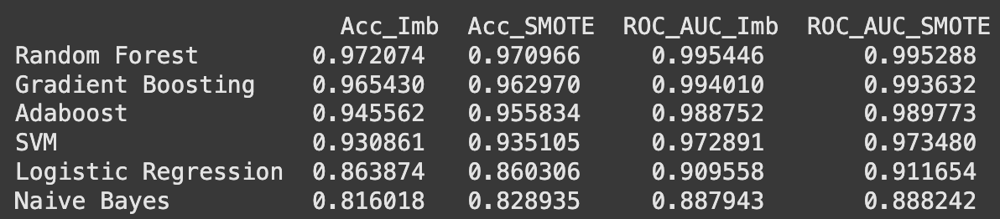 Acc_Imb Acc_SMOTE ROC_AUC_Imb ROC_AUC_SMOTE
Random Forest 0.972074 0.970966 0.995446 0.995288
Gradient Boosting 0.965430 0.962970 0.994010 0.993632
Adaboost 0.945562 0.955834 0.988752 0.989773
SVM 0.930861 0.935105 0.972891 0.973480
Logistic Regression 0.863874 0.860306 0.909558 0.911654
Naive Bayes 0.816018 0.828935 0.887943 0.888242